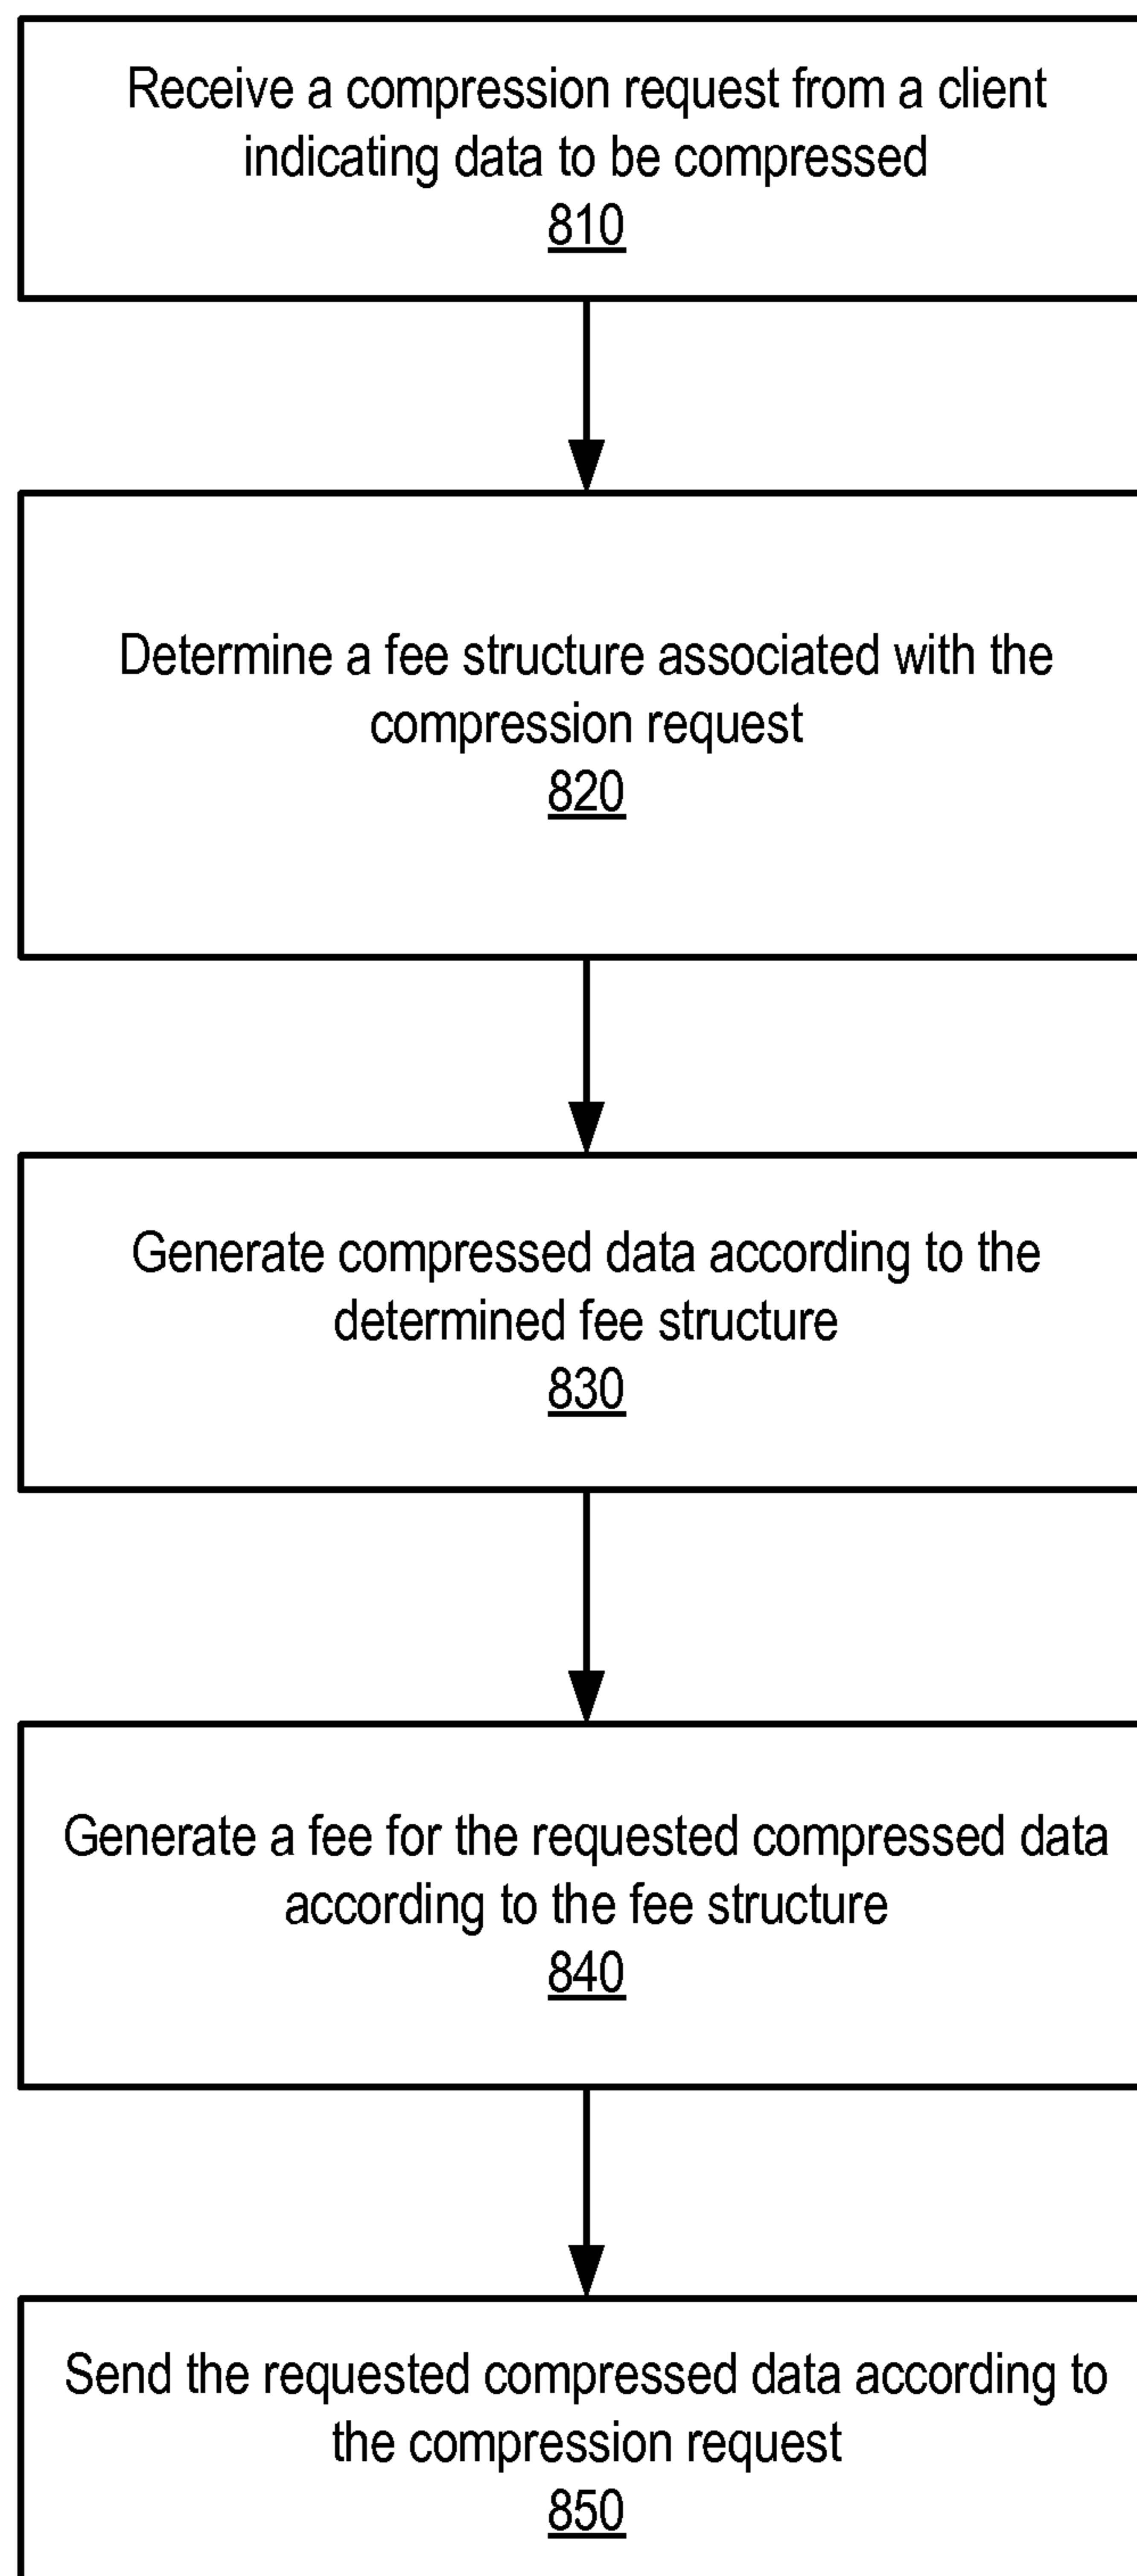 Receive a compression request from a client
indicating data to be compressed
810
Determine a fee structure associated with the
compression request
820
Generate compressed data according to the
determined fee structure
830
Generate a fee for the requested compressed data
according to the fee structure
840
Send the requested compressed data according to
the compression request
850